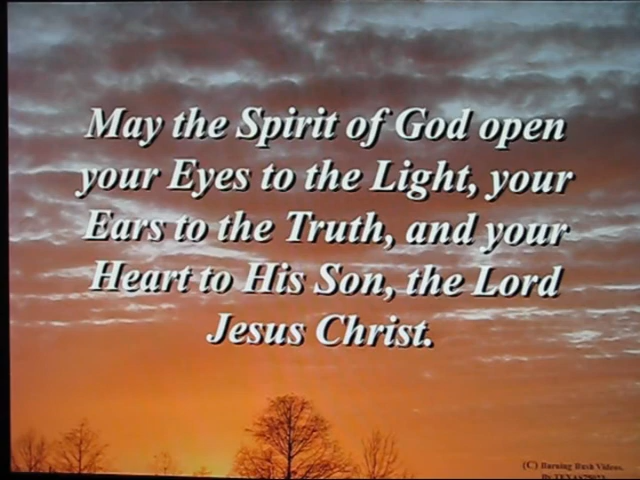 May the Spirit of God open
your Eyes to the Light, your
Ears to the Truth, and your
Heart to His Son, the Lord
Jesus Christ.
(C) Burning Bush Videos.